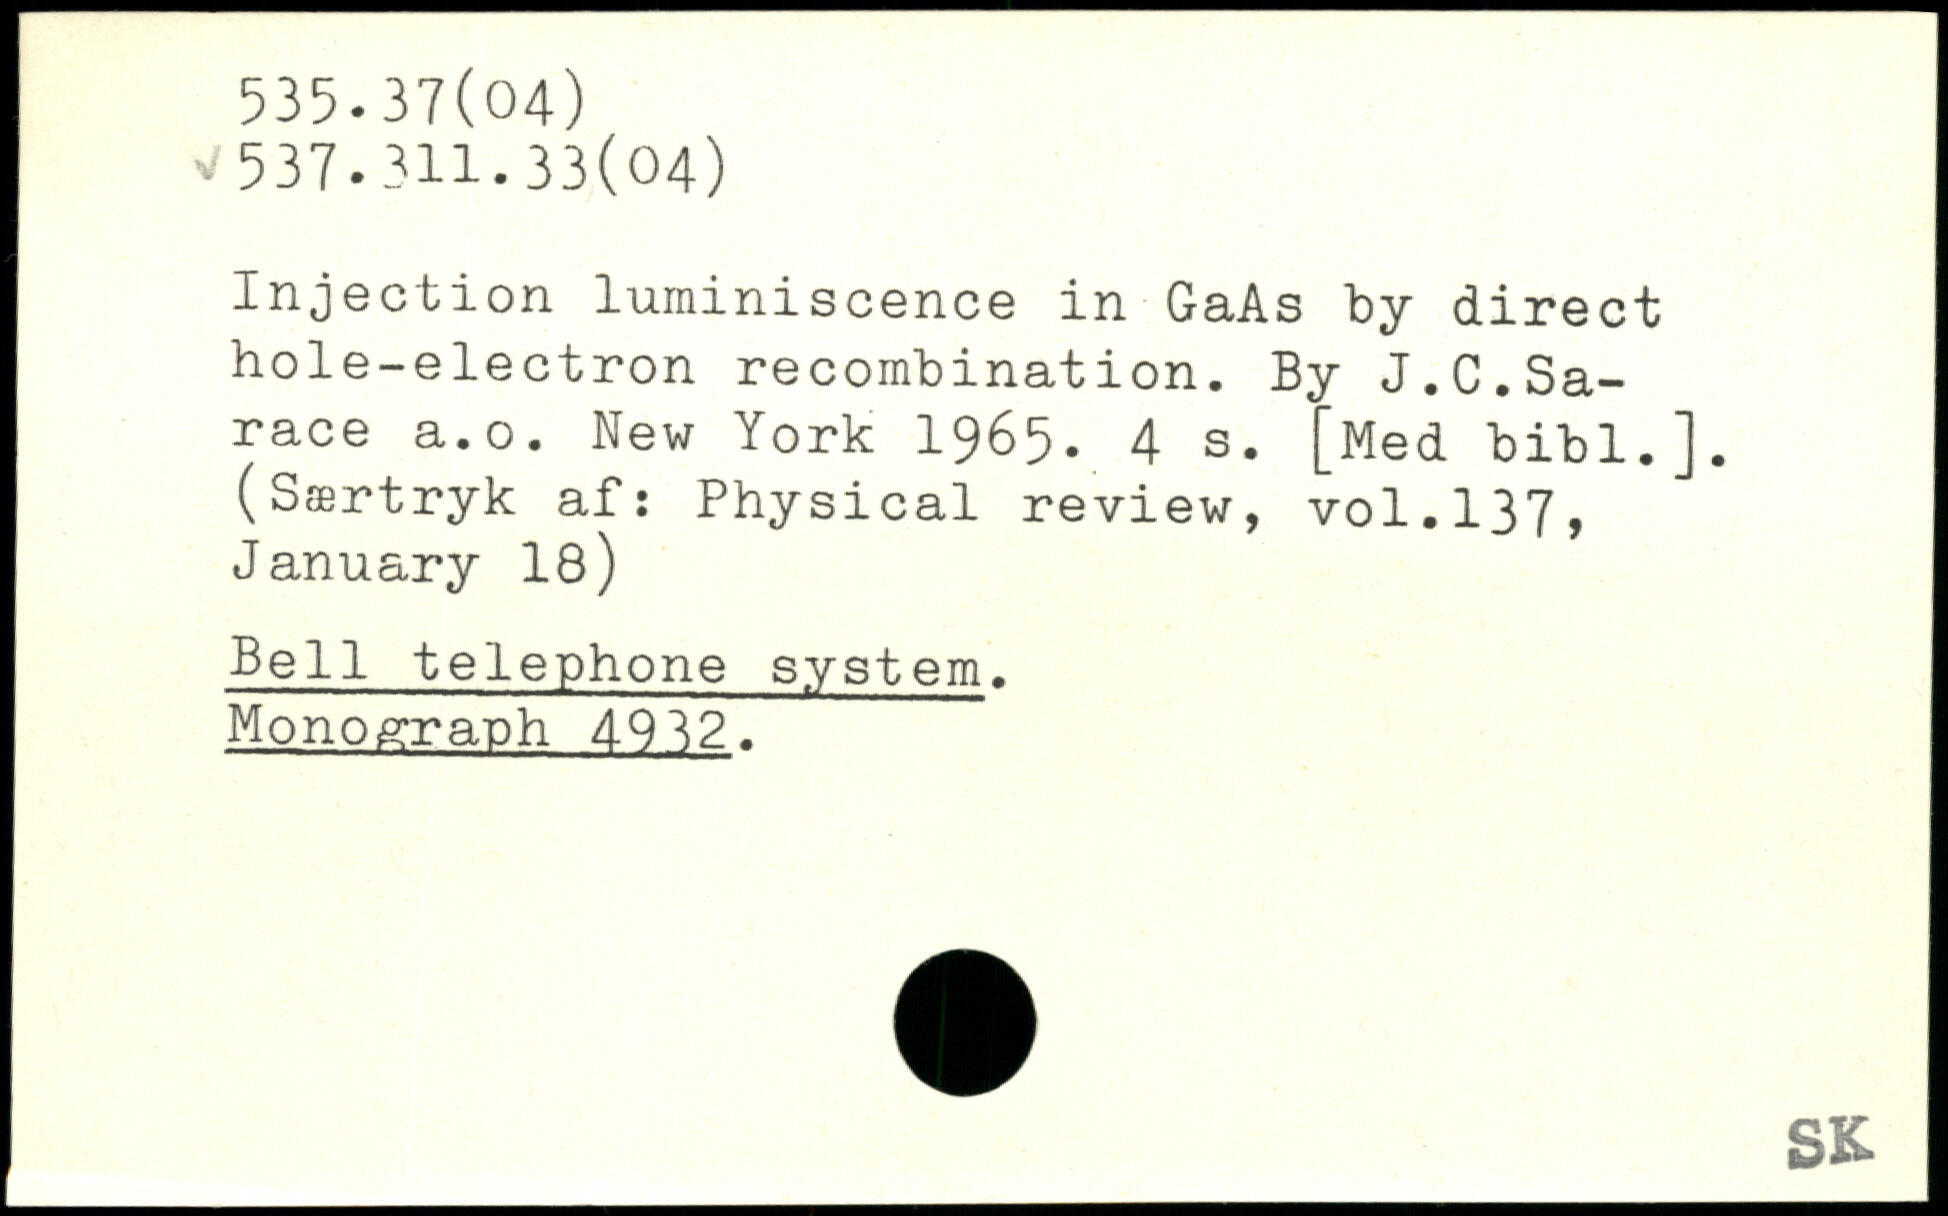 535.37(04)
✓537.311.33(04)
Injection luminiscence in GaAs by direct
hole-electron recombination. By J.C.Sa-
race a.o. New York 1965. 4 s. [Med bibl.].
(Særtryk af: Physical review, vol.137,
January 18)
Bell telephone system.
Monograph 4932.
SK